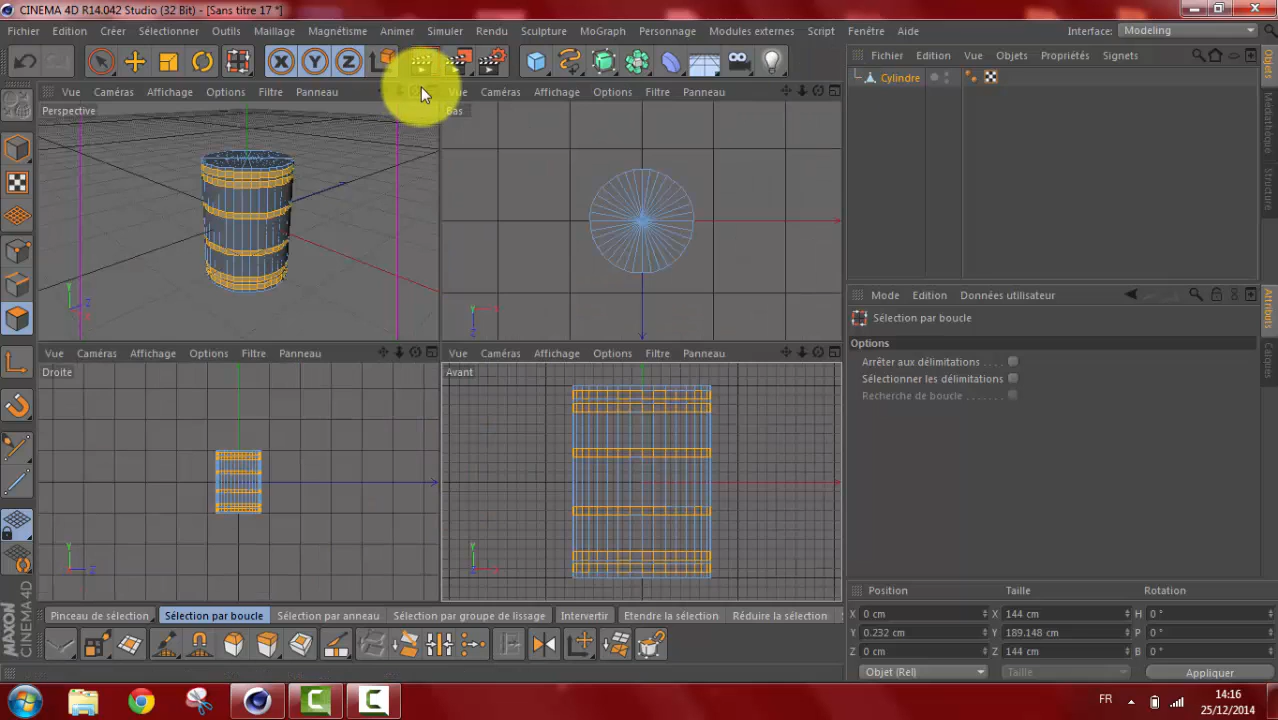 CINEMA 4D R14.042 Studio (32 Bit) - [Sans titre 17 *]
Fichier Edition Créer Sélectionner Outils Maillage Magnétisme Animer Simuler Rendu Sculpture MoGraph Personnage Modules externes Script Fenêtre Aide Interface: Modeling
Fichier Edition Vue Objets Propriétés Signets
Cylindre
Vue Caméras Affichage Options Filtre Panneau
Perspective
Vue Caméras Affichage Options Filtre Panneau
Vue Caméras Affichage Options Filtre Panneau
Droite
Vue Caméras Affichage Options Filtre Panneau
Avant
Mode Edition Données utilisateur
Sélection par boucle
Options
Arrêter aux délimitations
Sélectionner les délimitations
Recherche de boucle
Objets
Médiathèque
Structure
Attributs
Calques
Position Taille Rotation
X 0 cm X 144 cm H 0 °
Y 0.232 cm Y 189.148 cm P 0 °
Z 0 cm Z 144 cm B 0 °
Objet (Rel) Taille Appliquer
Pinceau de sélection Sélection par boucle Sélection par anneau Sélection par groupe de lissage Intervertir Etendre la sélection Réduire la sélection
MAXON CINEMA 4D
FR 14:16
25/12/2014